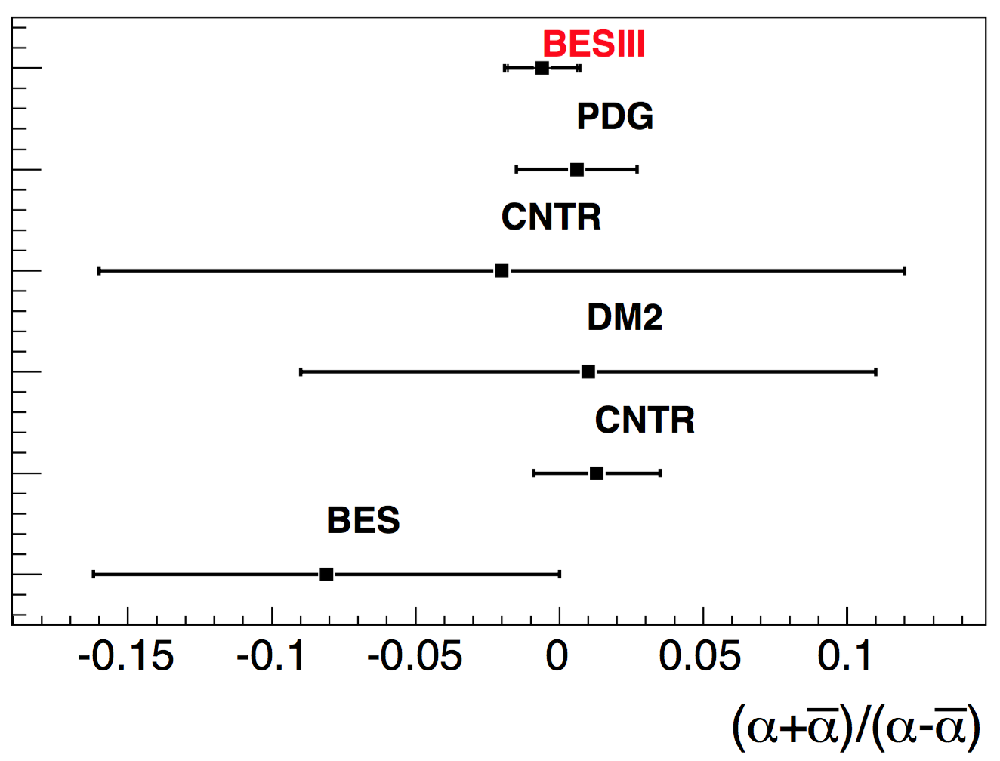 BESIII
PDG
CNTR
DM2
CNTR
BES
-0.15 -0.1 -0.05 0 0.05 0.1
(α+α̅)/(α-α̅)